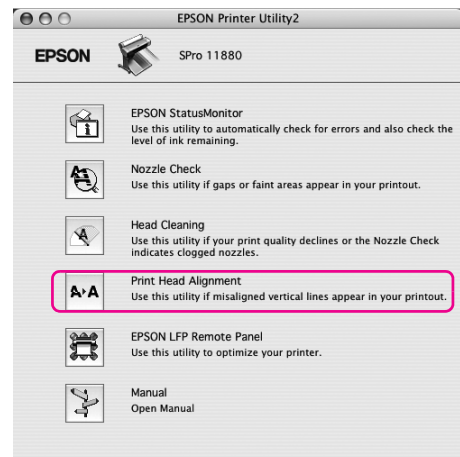 EPSON Printer Utility2
EPSON SPro 11880
EPSON StatusMonitor
Use this utility to automatically check for errors and also check the
level of ink remaining.
Nozzle Check
Use this utility if gaps or faint areas appear in your printout.
Head Cleaning
Use this utility if your print quality declines or the Nozzle Check
indicates clogged nozzles.
A▸A
Print Head Alignment
Use this utility if misaligned vertical lines appear in your printout.
EPSON LFP Remote Panel
Use this utility to optimize your printer.
Manual
Open Manual